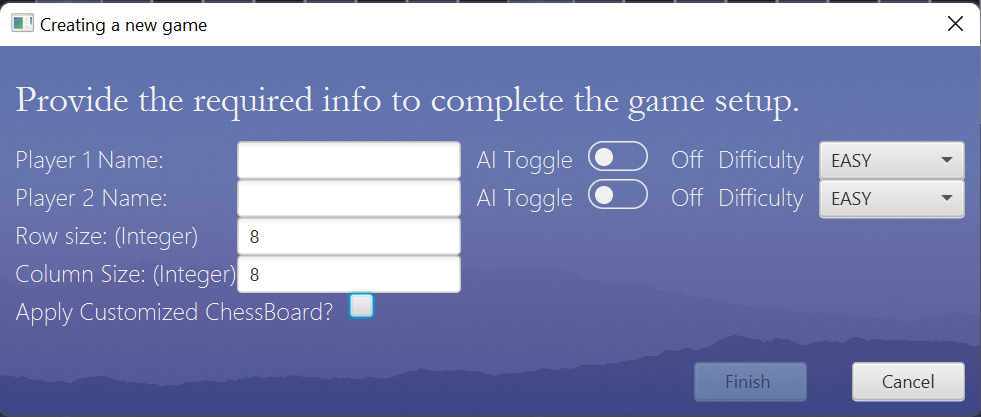 Creating a new game
Provide the required info to complete the game setup.
Player 1 Name: AI Toggle Off Difficulty EASY
Player 2 Name: AI Toggle Off Difficulty EASY
Row size: (Integer) 8
Column Size: (Integer) 8
Apply Customized ChessBoard?
Finish Cancel